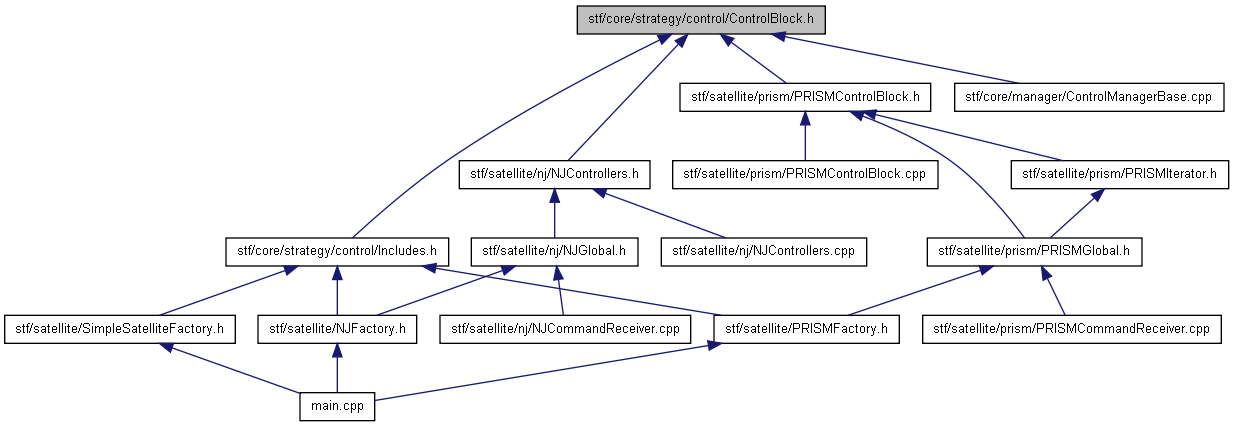 stf/core/strategy/control/ControlBlock.h
stf/satellite/prism/PRISMControlBlock.h
stf/core/manager/ControlManagerBase.cpp
stf/satellite/nj/NJControllers.h
stf/satellite/prism/PRISMControlBlock.cpp
stf/satellite/prism/PRISMIterator.h
stf/core/strategy/control/Includes.h
stf/satellite/nj/NJGlobal.h
stf/satellite/nj/NJControllers.cpp
stf/satellite/prism/PRISMGlobal.h
stf/satellite/SimpleSatelliteFactory.h
stf/satellite/NJFactory.h
stf/satellite/nj/NJCommandReceiver.cpp
stf/satellite/PRISMFactory.h
stf/satellite/prism/PRISMCommandReceiver.cpp
main.cpp